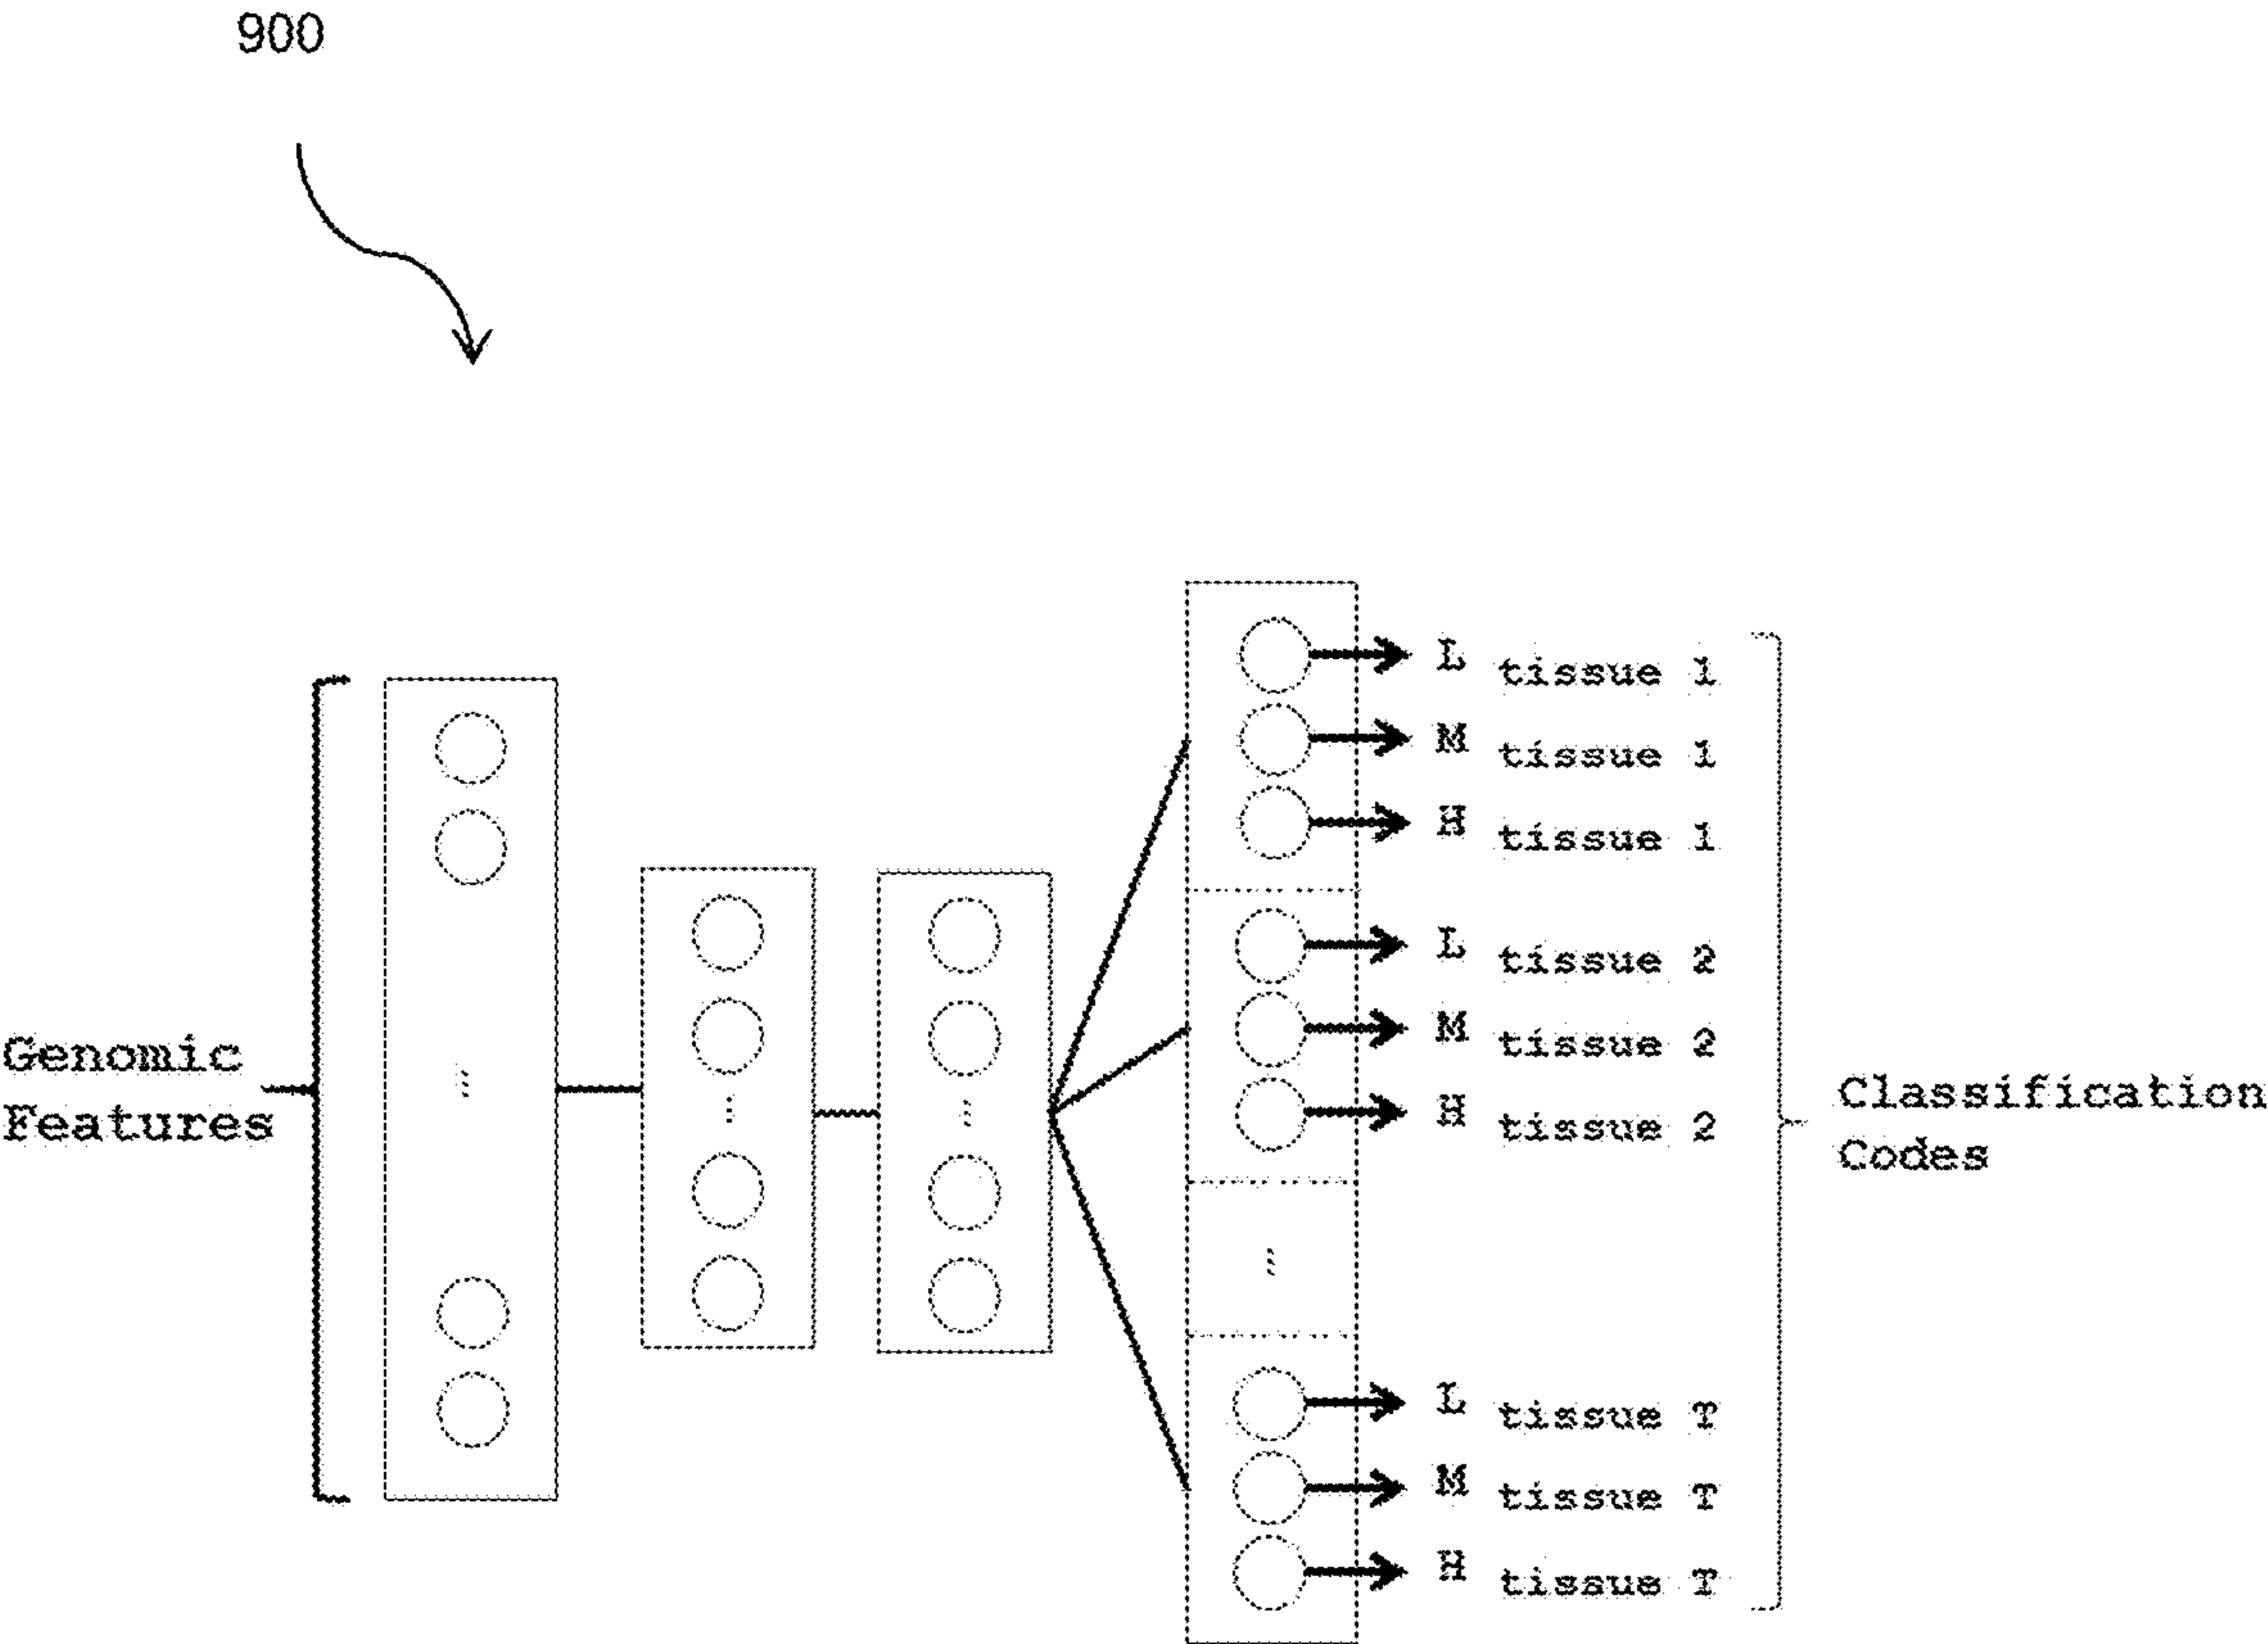 900
Genomic
Features
L tissue 1
M tissue 1
H tissue 1
L tissue 2
M tissue 2
H tissue 2
L tissue T
M tissue T
H tissue T
Classification
Codes